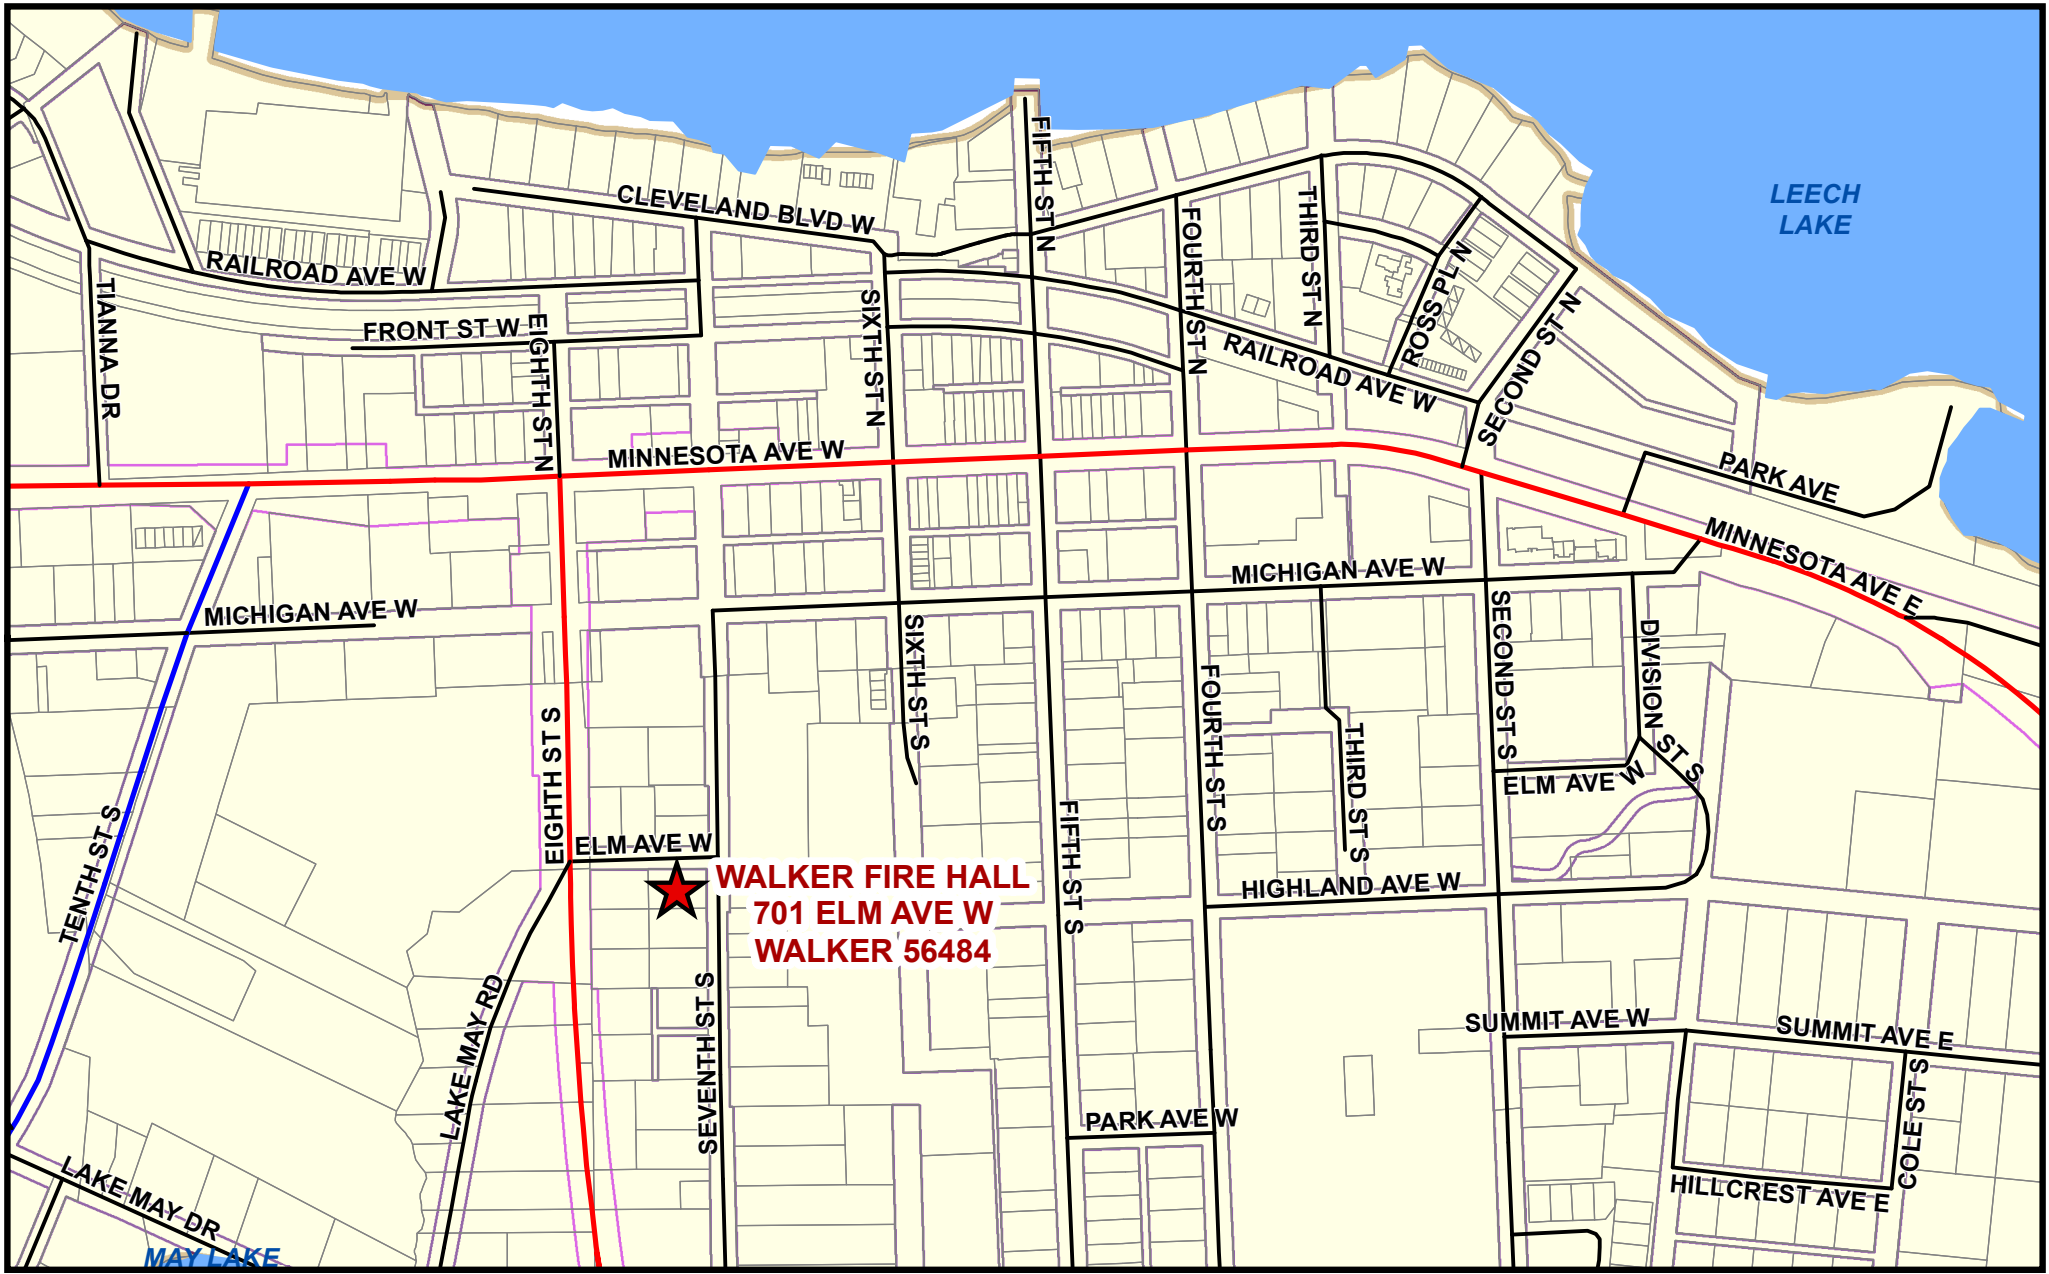 LEECH
LAKE
FIFTH ST N
CLEVELAND BLVD W
THIRD ST N
FOURTH ST N
ROSS PL N
RAILROAD AVE W
TIANNA DR
SIXTH ST N
SECOND ST N
FRONT ST W
EIGHTH ST N
RAILROAD AVE W
MINNESOTA AVE W
PARK AVE
MINNESOTA AVE E
MICHIGAN AVE W
MICHIGAN AVE W
SECOND ST S
SIXTH ST S
DIVISION ST S
FOURTH ST S
EIGHTH ST S
THIRD ST S
ELM AVE W
TENTH ST S
FIFTH ST S
ELM AVE W
WALKER FIRE HALL
701 ELM AVE W
WALKER 56484
HIGHLAND AVE W
LAKE MAY RD
SEVENTH ST S
SUMMIT AVE W
SUMMIT AVE E
COLE ST S
PARK AVE W
LAKE MAY DR
HILLCREST AVE E
MAY LAKE